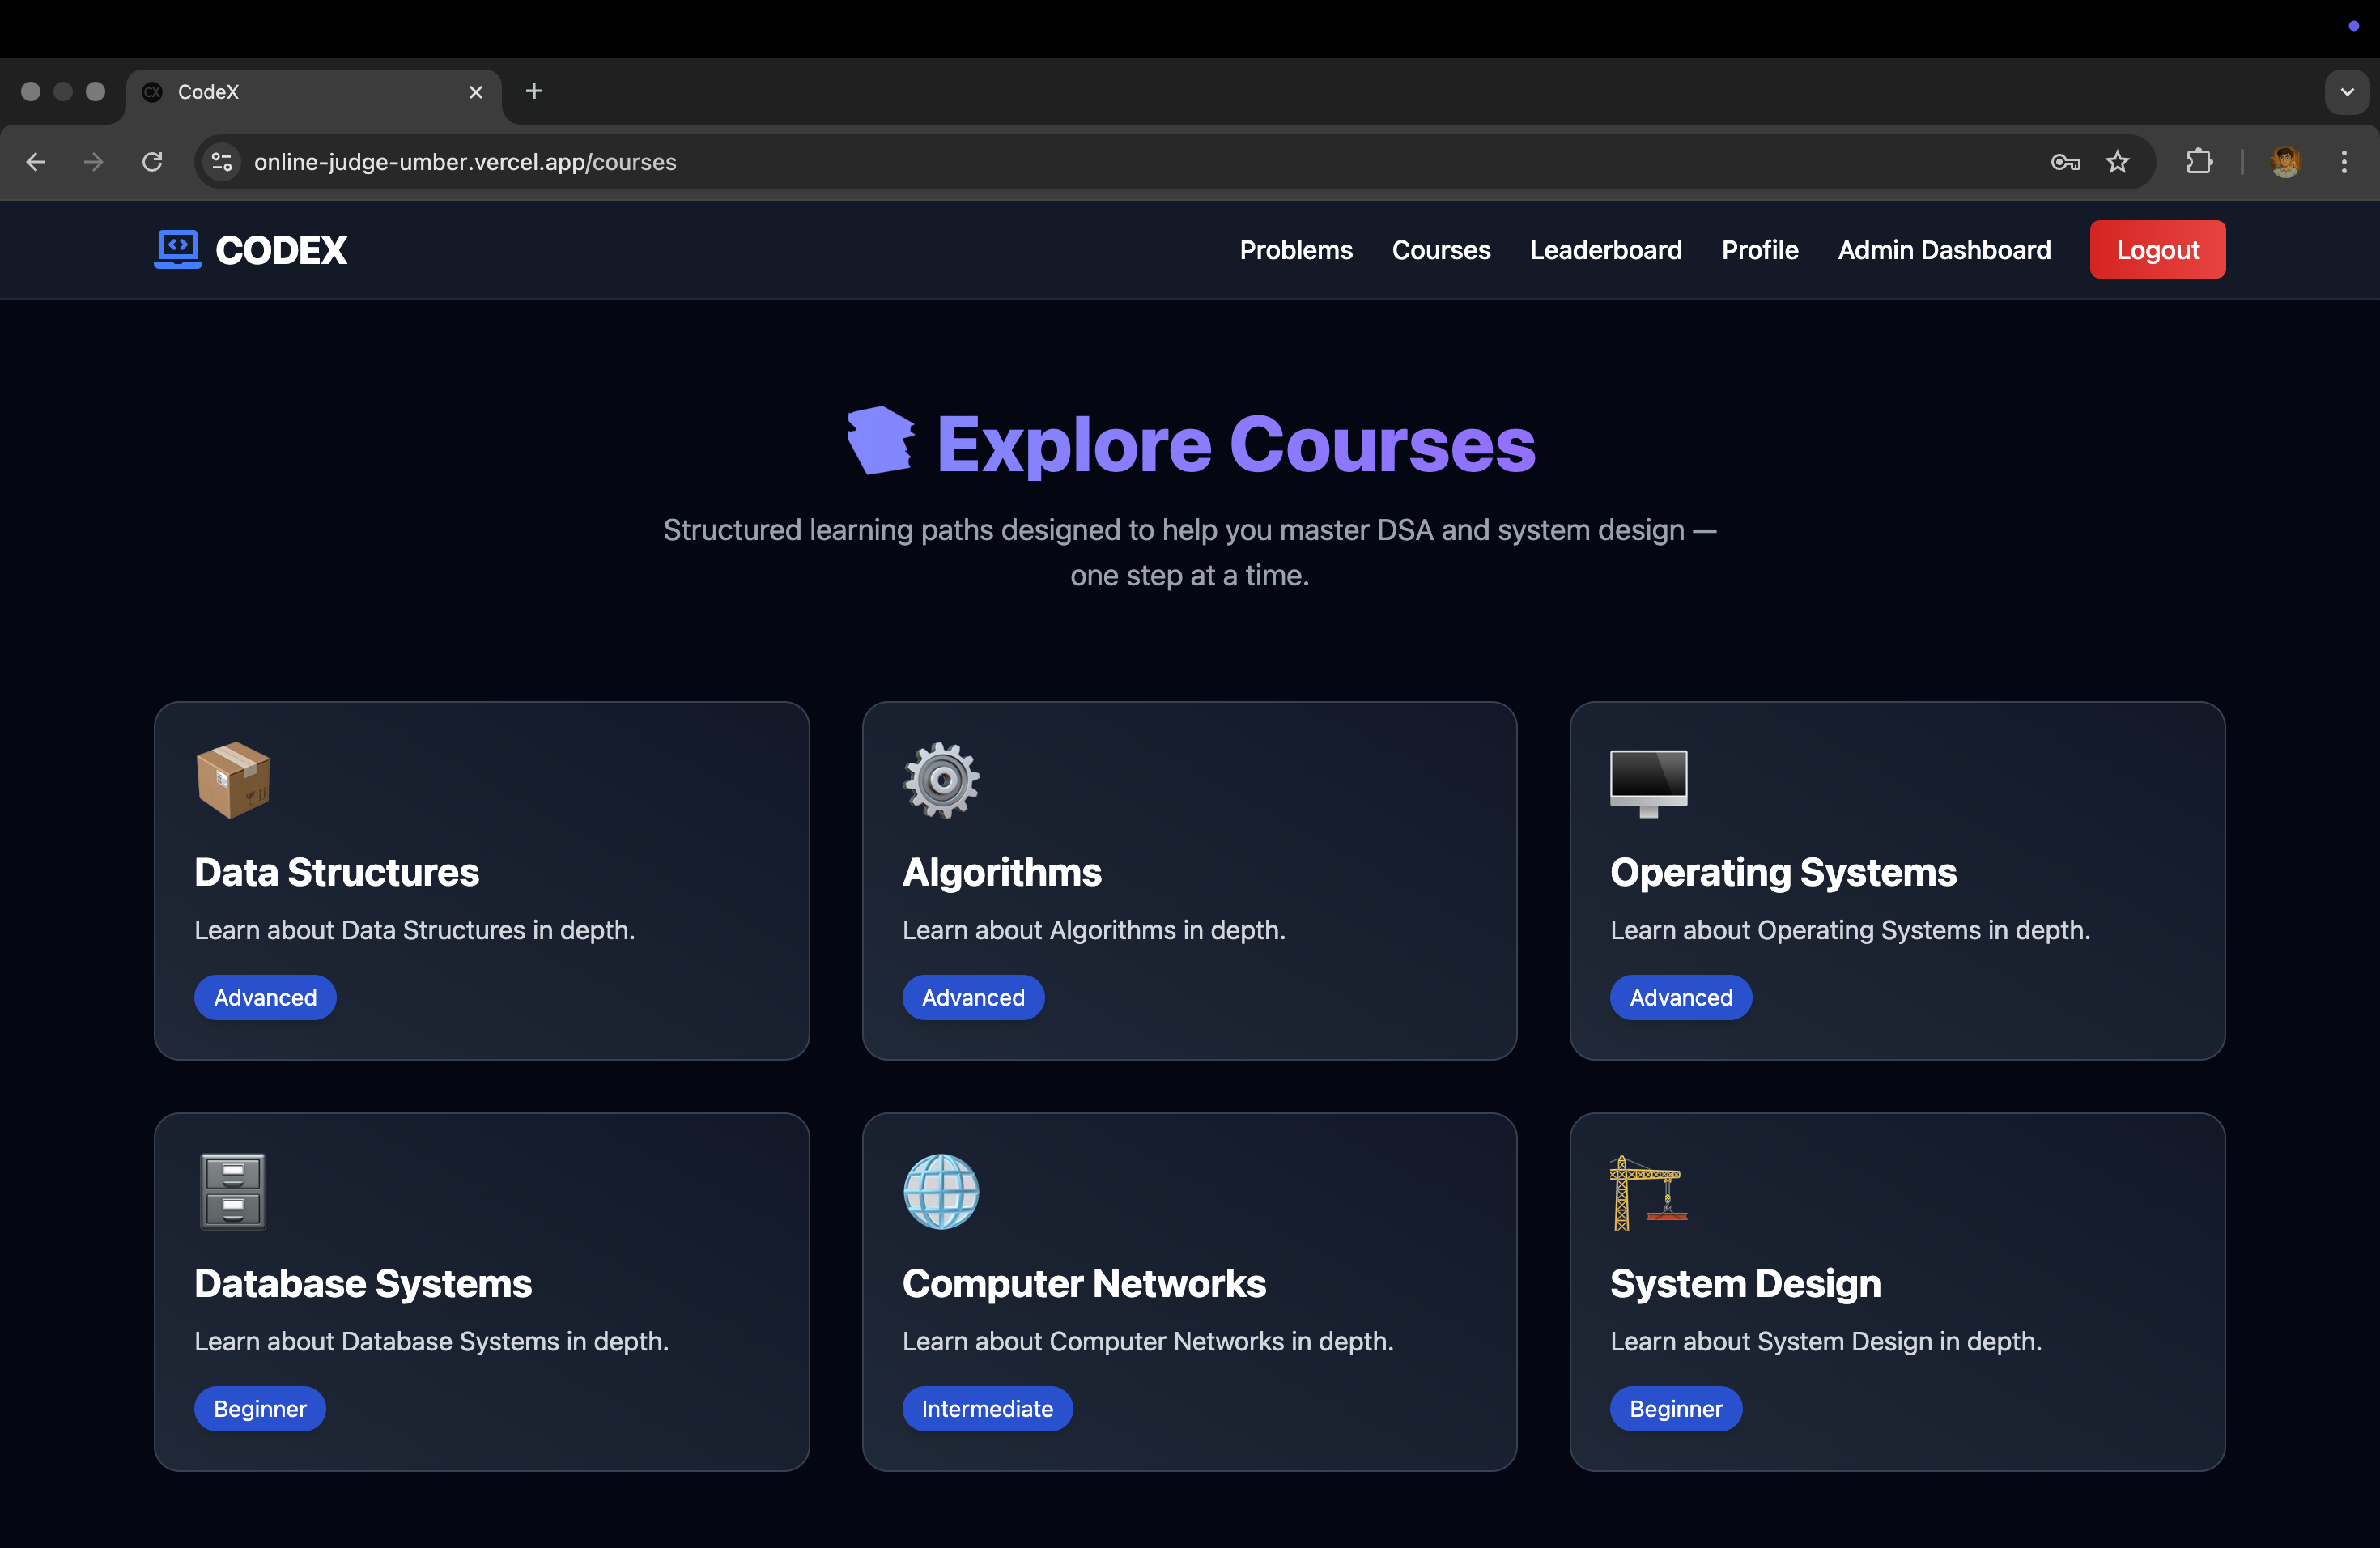 CodeX
online-judge-umber.vercel.app/courses
CODEX
Problems Courses Leaderboard Profile Admin Dashboard Logout
Explore Courses
Structured learning paths designed to help you master DSA and system design —
one step at a time.
Data Structures
Learn about Data Structures in depth.
Advanced
Algorithms
Learn about Algorithms in depth.
Advanced
Operating Systems
Learn about Operating Systems in depth.
Advanced
Database Systems
Learn about Database Systems in depth.
Beginner
Computer Networks
Learn about Computer Networks in depth.
Intermediate
System Design
Learn about System Design in depth.
Beginner